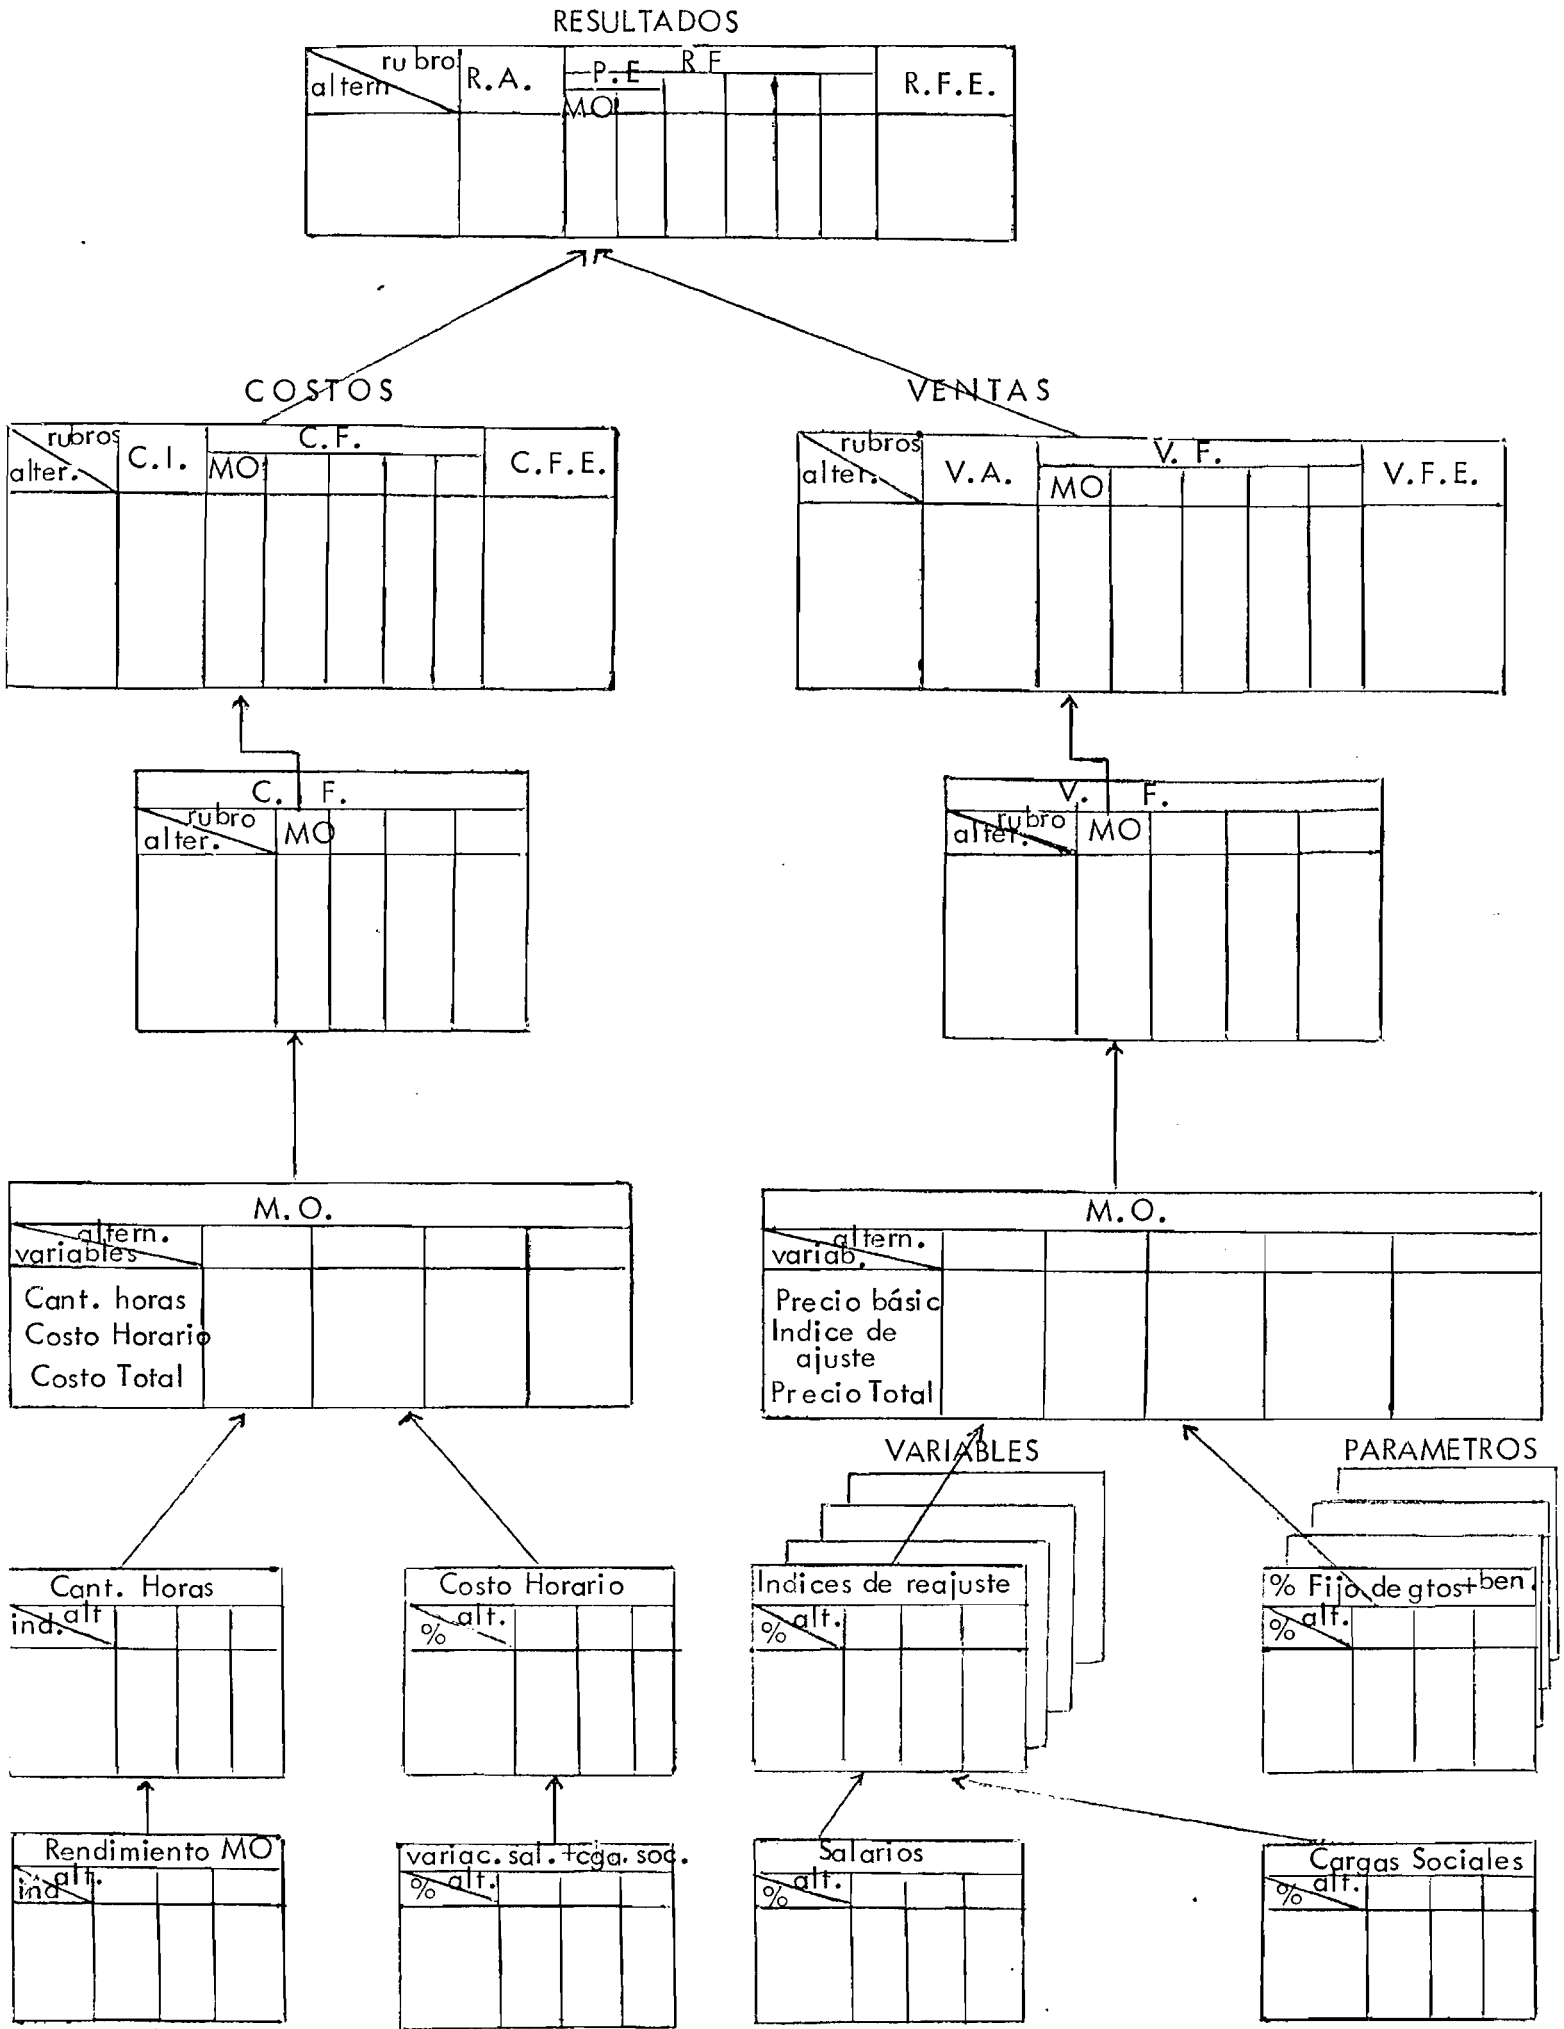 RESULTADOS
rubro
altern
R.A.
R F
P.E
MO
R.F.E.
COSTOS
rubros
alter.
C.I.
C.F.
MO
C.F.E.
VENTAS
rubros
alter.
V.A.
V. F.
MO
V.F.E.
C. F.
rubro
alter.
MO
V. F.
rubro
alter.
MO
M.O.
altern.
variables
Cant. horas
Costo Horario
Costo Total
M.O.
altern.
variab.
Precio básic
Indice de
ajuste
Precio Total
VARIABLES
PARAMETROS
Cant. Horas
alt
ind.
Costo Horario
alt.
%
Indices de reajuste
alt.
%
% Fijo de gtos+ben.
alt.
%
Rendimiento MO
alt.
ind
variac. sal.+cga. soc.
alt.
%
Salarios
alt.
%
Cargas Sociales
alt.
%